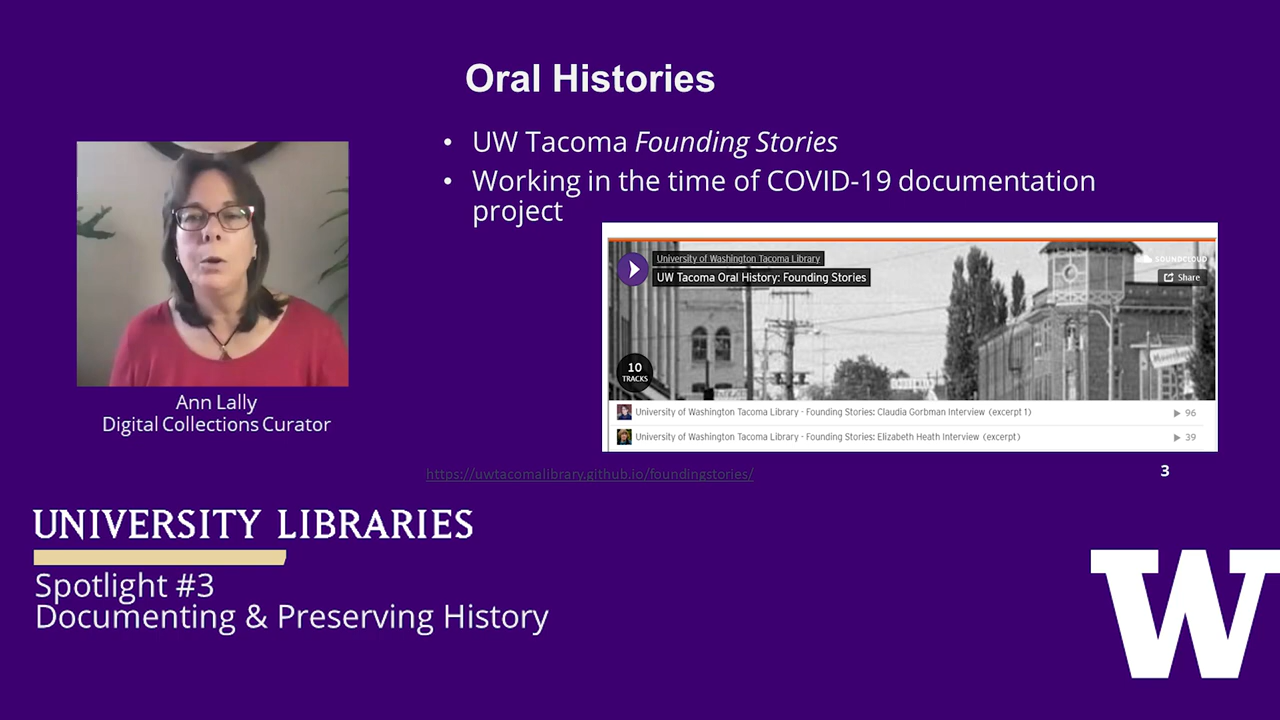 Oral Histories
• UW Tacoma Founding Stories
• Working in the time of COVID-19 documentation
project
University of Washington Tacoma Library
SOUNDCLOUD
UW Tacoma Oral History: Founding Stories
Share
10
TRACKS
University of Washington Tacoma Library - Founding Stories: Claudia Gorbman Interview (excerpt 1)
96
University of Washington Tacoma Library - Founding Stories: Elizabeth Heath Interview (excerpt)
39
Ann Lally
Digital Collections Curator
https://uwtacomalibrary.github.io/foundingstories/
3
UNIVERSITY LIBRARIES
Spotlight #3
Documenting & Preserving History
W